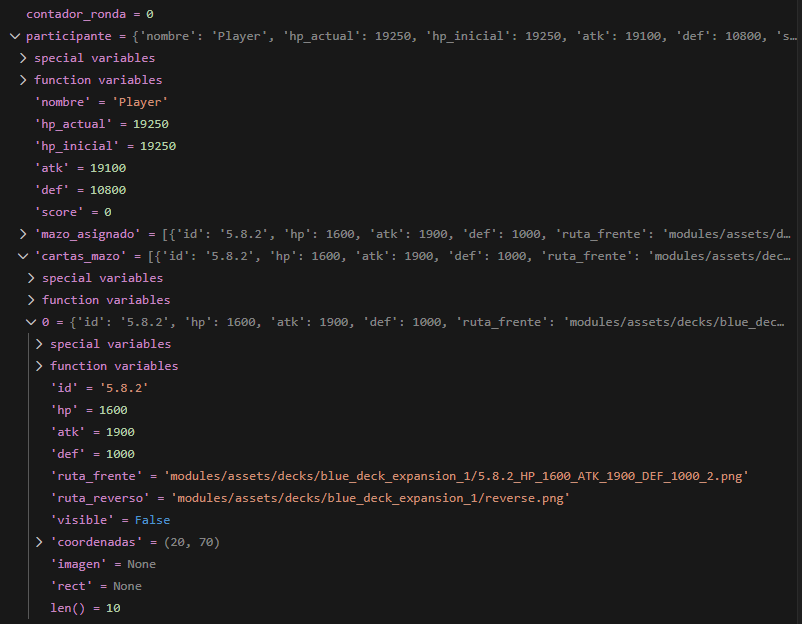 contador_ronda = 0
participante = {'nombre': 'Player', 'hp_actual': 19250, 'hp_inicial': 19250, 'atk': 19100, 'def': 10800, 's...
special variables
function variables
'nombre' = 'Player'
'hp_actual' = 19250
'hp_inicial' = 19250
'atk' = 19100
'def' = 10800
'score' = 0
'mazo_asignado' = [{'id': '5.8.2', 'hp': 1600, 'atk': 1900, 'def': 1000, 'ruta_frente': 'modules/assets/d...
'cartas_mazo' = [{'id': '5.8.2', 'hp': 1600, 'atk': 1900, 'def': 1000, 'ruta_frente': 'modules/assets/dec...
special variables
function variables
0 = {'id': '5.8.2', 'hp': 1600, 'atk': 1900, 'def': 1000, 'ruta_frente': 'modules/assets/decks/blue_dec...
special variables
function variables
'id' = '5.8.2'
'hp' = 1600
'atk' = 1900
'def' = 1000
'ruta_frente' = 'modules/assets/decks/blue_deck_expansion_1/5.8.2_HP_1600_ATK_1900_DEF_1000_2.png'
'ruta_reverso' = 'modules/assets/decks/blue_deck_expansion_1/reverse.png'
'visible' = False
'coordenadas' = (20, 70)
'imagen' = None
'rect' = None
len() = 10